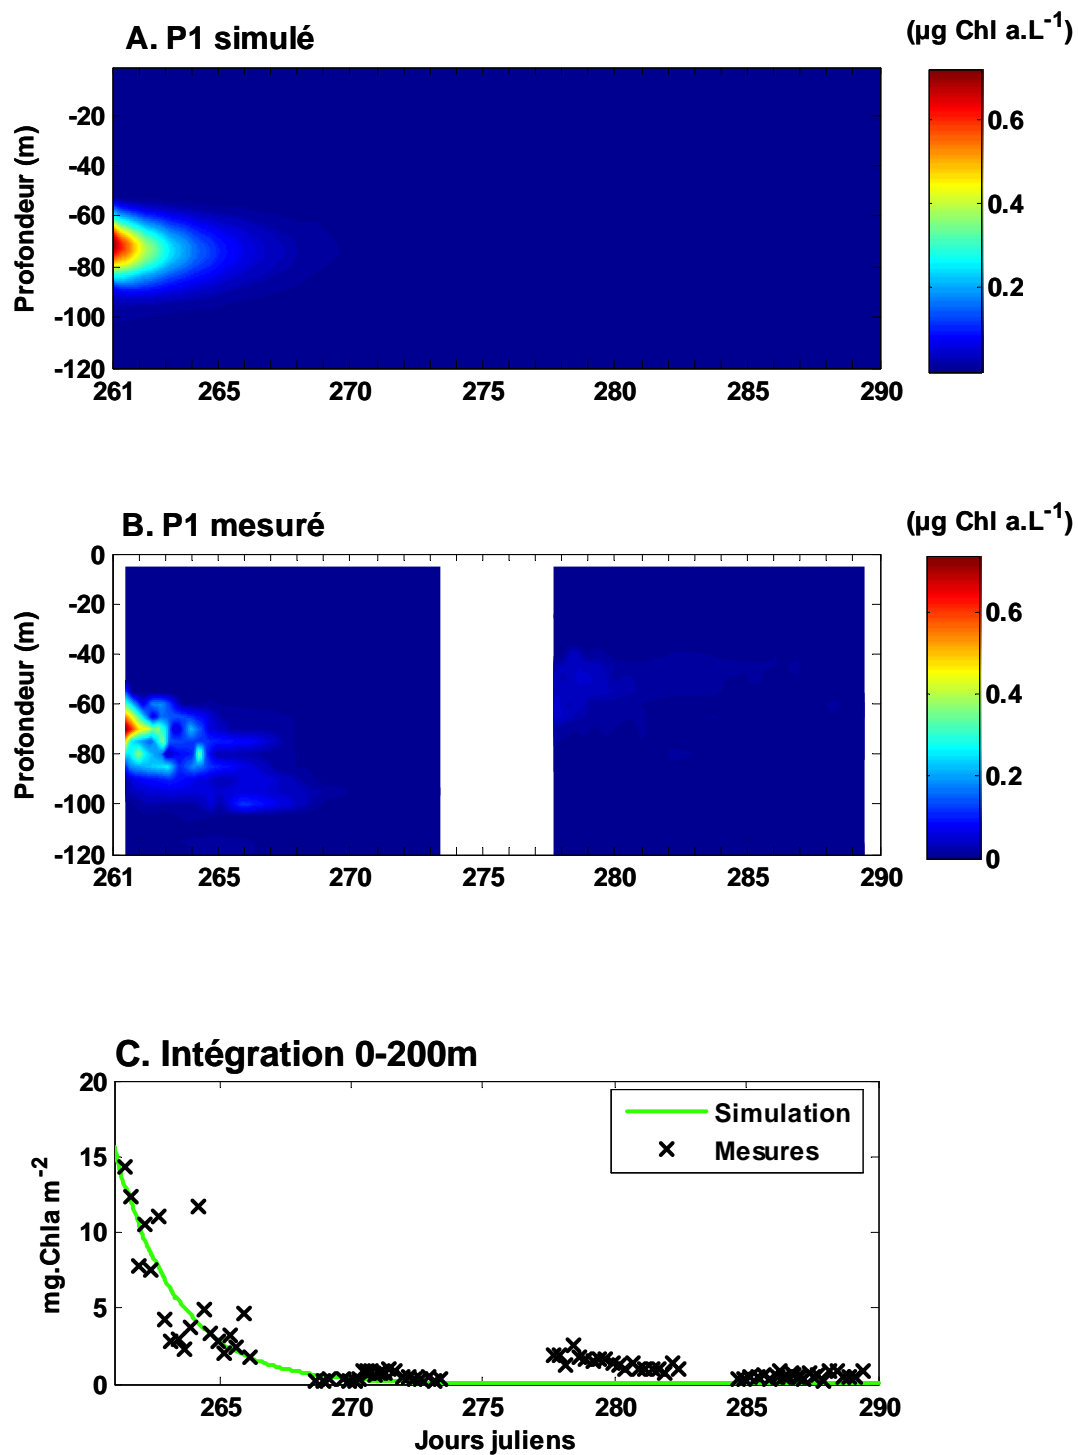 A. P1 simulé
(µg Chl a.L-1)
Profondeur (m)
-20
-40
-60
-80
-100
-120
261 265 270 275 280 285 290
0.6
0.4
0.2
B. P1 mesuré
(µg Chl a.L-1)
Profondeur (m)
0
-20
-40
-60
-80
-100
-120
261 265 270 275 280 285 290
0.6
0.4
0.2
0
C. Intégration 0-200m
mg.Chla m-2
20
15
10
5
0
Simulation
Mesures
265 270 275 280 285 290
Jours juliens